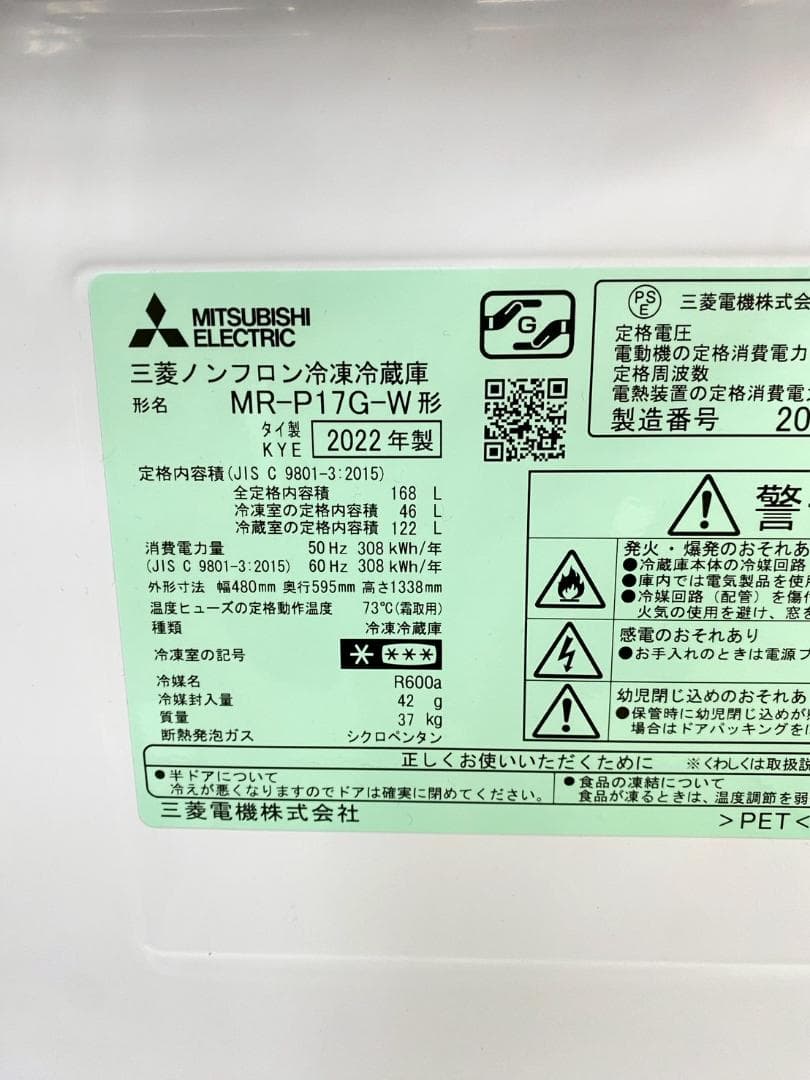 MITSUBISHI
ELECTRIC
三菱ノンフロン冷凍冷蔵庫
形名 MR-P17G-W形
タイ製
KYE 2022年製
定格内容積(JIS C 9801-3:2015)
全定格内容積 168 L
冷凍室の定格内容積 46 L
冷蔵室の定格内容積 122 L
消費電力量 50Hz 308kWh/年
(JIS C 9801-3:2015) 60Hz 308kWh/年
外形寸法 幅480mm 奥行595mm 高さ1338mm
温度ヒューズの定格動作温度 73℃(霜取用)
種類 冷凍冷蔵庫
冷凍室の記号
冷媒名 R600a
冷媒封入量 42 g
質量 37 kg
断熱発泡ガス シクロペンタン
G
PS
E
三菱電機株式会
定格電圧
電動機の定格消費電力
定格周波数
電熱装置の定格消費電力
製造番号 20
警
発火・爆発のおそれあ
●冷蔵庫本体の冷媒回路
●庫内では電気製品を使用
●冷媒回路(配管)を傷付
火気の使用を避け、窓を
感電のおそれあり
●お手入れのときは電源プ
幼児閉じ込めのおそれあ
●保管時に幼児閉じ込めが
場合はドアパッキングを
正しくお使いいただくために ※くわしくは取扱説
●半ドアについて
冷えが悪くなりますのでドアは確実に閉めてください。
●食品の凍結について
食品が凍るときは、温度調節を弱
三菱電機株式会社
>PET<